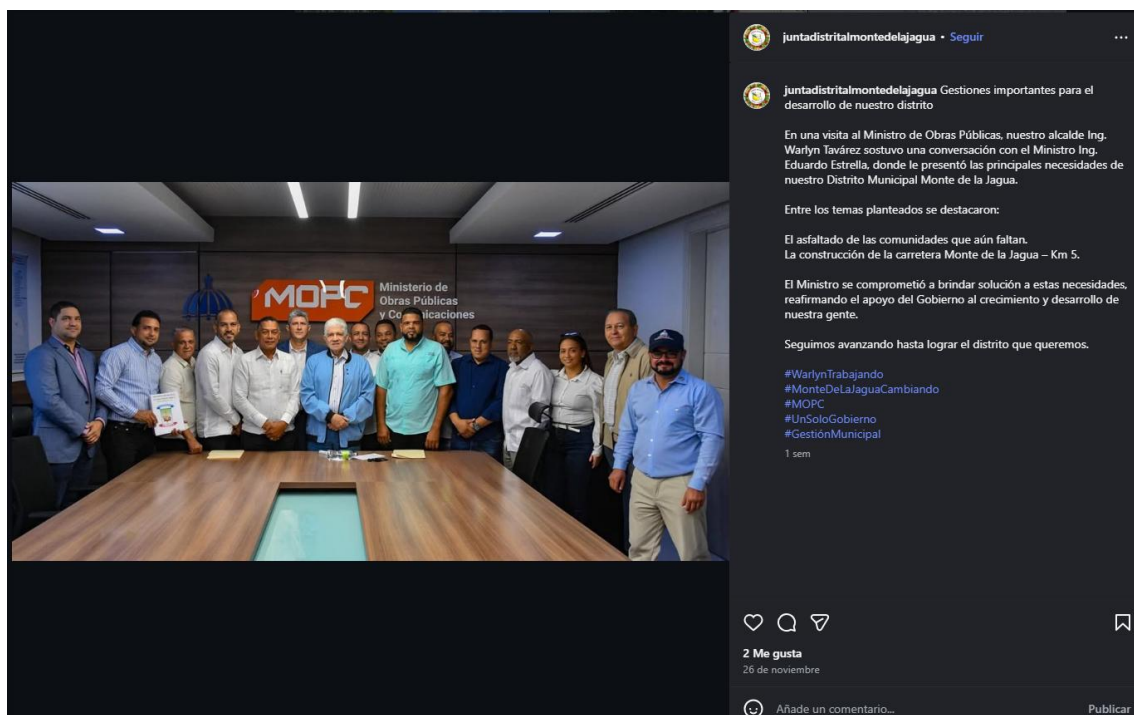 MOPC
Ministerio de
Obras Públicas
y Comunicaciones
juntadistritalmontedelajagua • Seguir
juntadistritalmontedelajagua Gestiones importantes para el
desarrollo de nuestro distrito
En una visita al Ministro de Obras Públicas, nuestro alcalde Ing.
Warlyn Tavárez sostuvo una conversación con el Ministro Ing.
Eduardo Estrella, donde le presentó las principales necesidades de
nuestro Distrito Municipal Monte de la Jagua.
Entre los temas planteados se destacaron:
El asfaltado de las comunidades que aún faltan.
La construcción de la carretera Monte de la Jagua – Km 5.
El Ministro se comprometió a brindar solución a estas necesidades,
reafirmando el apoyo del Gobierno al crecimiento y desarrollo de
nuestra gente.
Seguimos avanzando hasta lograr el distrito que queremos.
#WarlynTrabajando
#MonteDeLaJaguaCambiando
#MOPC
#UnSoloGobierno
#GestiónMunicipal
1 sem
2 Me gusta
26 de noviembre
Añade un comentario...
Publicar